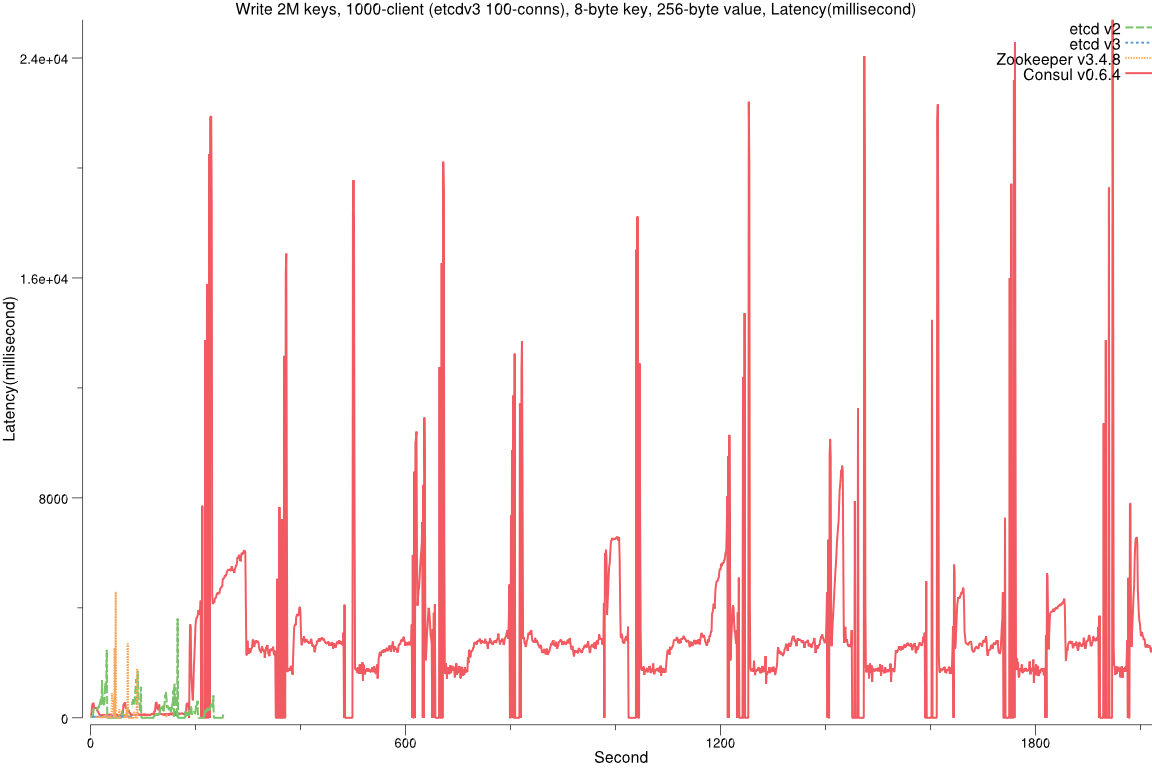 Write 2M keys, 1000-client (etcdv3 100-conns), 8-byte key, 256-byte value, Latency(millisecond)
etcd v2
etcd v3
Zookeeper v3.4.8
Consul v0.6.4
Latency(millisecond)
2.4e+04
1.6e+04
8000
0
0 600 1200 1800
Second